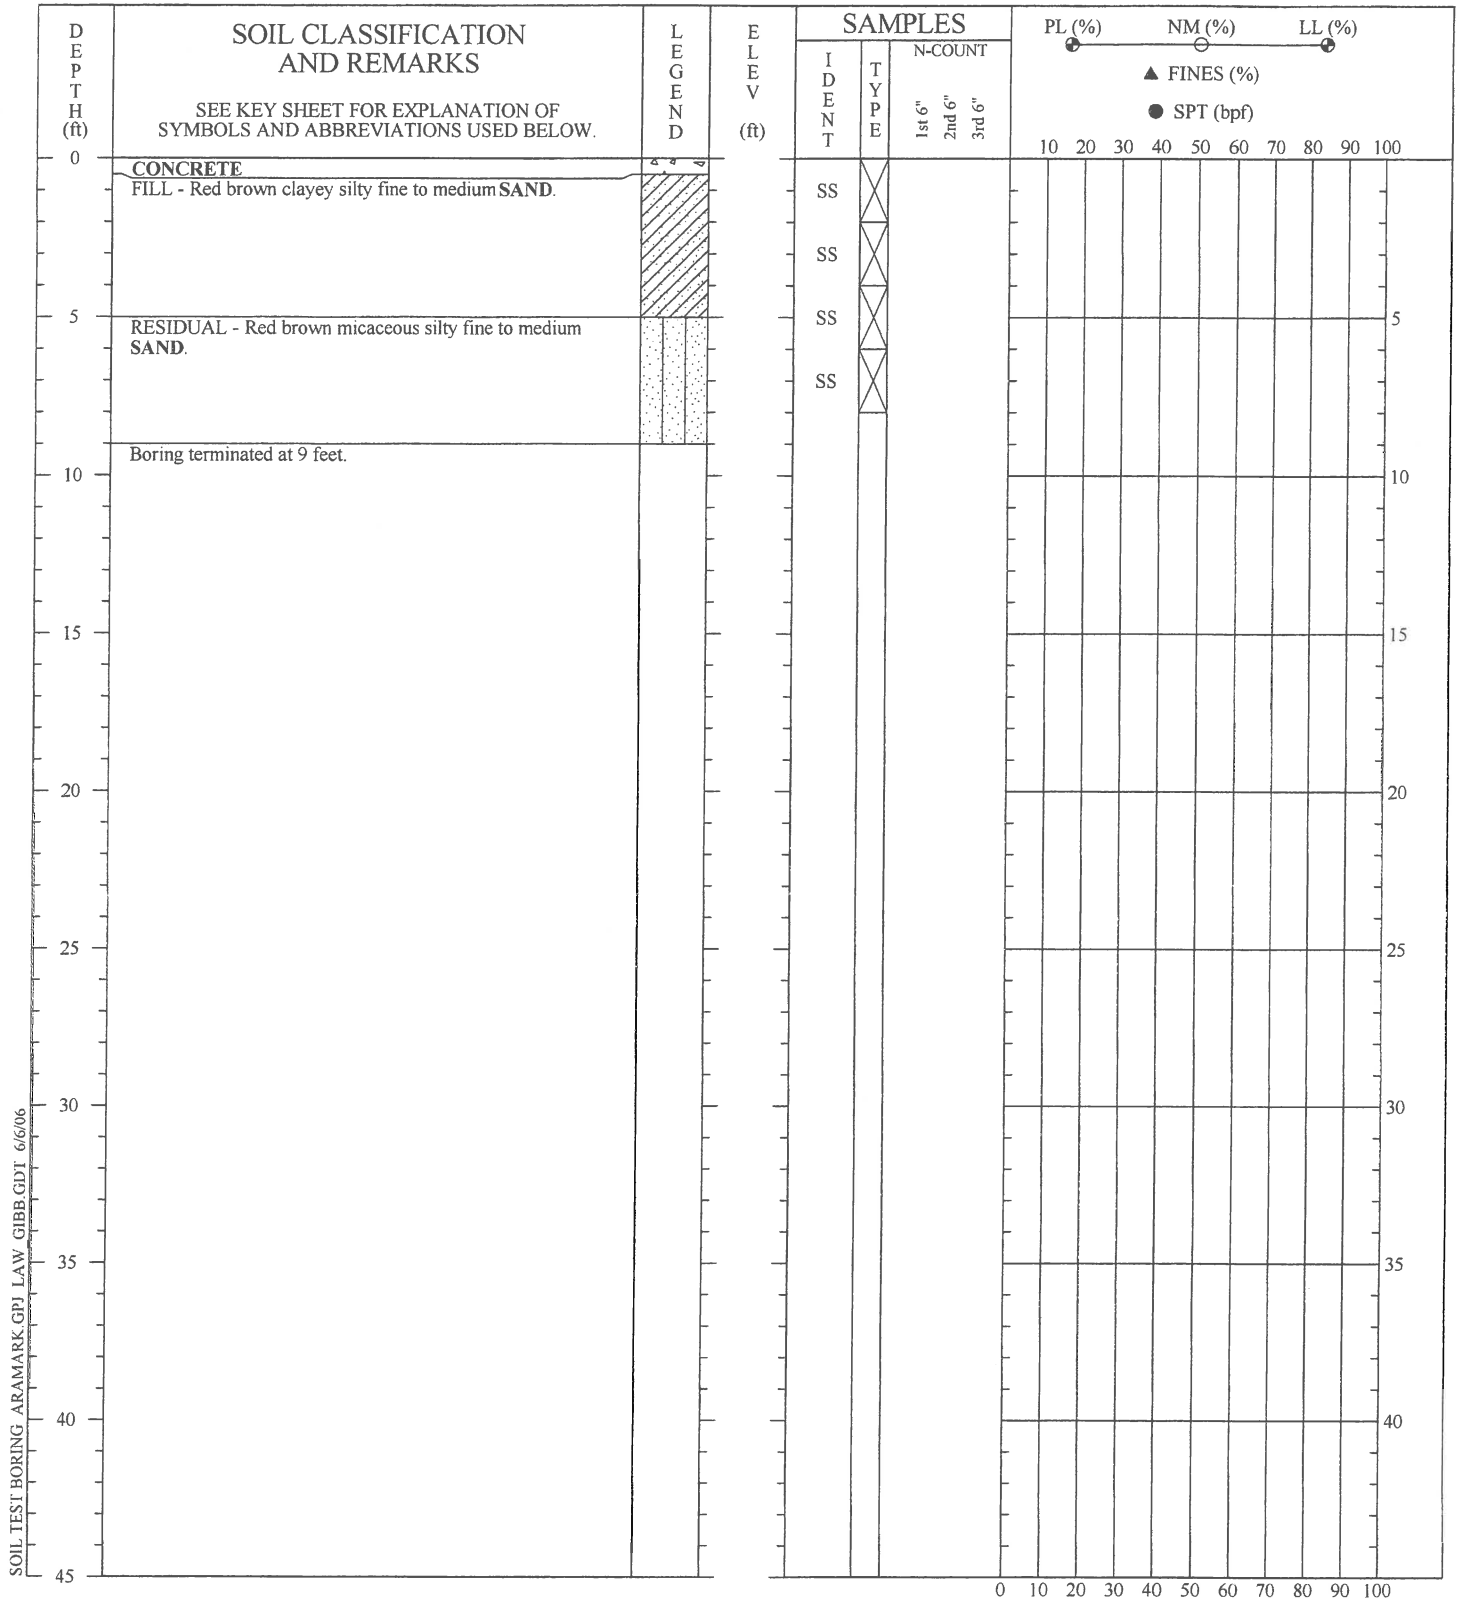 DEPTH
(ft)
SOIL CLASSIFICATION
AND REMARKS
SEE KEY SHEET FOR EXPLANATION OF
SYMBOLS AND ABBREVIATIONS USED BELOW.
LEGEND
ELEV
(ft)
SAMPLES
IDENT
TYPE
N-COUNT
1st 6"
2nd 6"
3rd 6"
PL (%) NM (%) LL (%)
▲ FINES (%)
● SPT (bpf)
10 20 30 40 50 60 70 80 90 100
0
CONCRETE
FILL - Red brown clayey silty fine to medium SAND.
SS
SS
5
RESIDUAL - Red brown micaceous silty fine to medium
SAND.
SS
5
SS
Boring terminated at 9 feet.
10
10
15
15
20
20
25
25
30
30
35
35
40
40
45
0 10 20 30 40 50 60 70 80 90 100
SOIL TEST BORING ARAMARK.GPJ LAW_GIBB.GDT 6/6/06